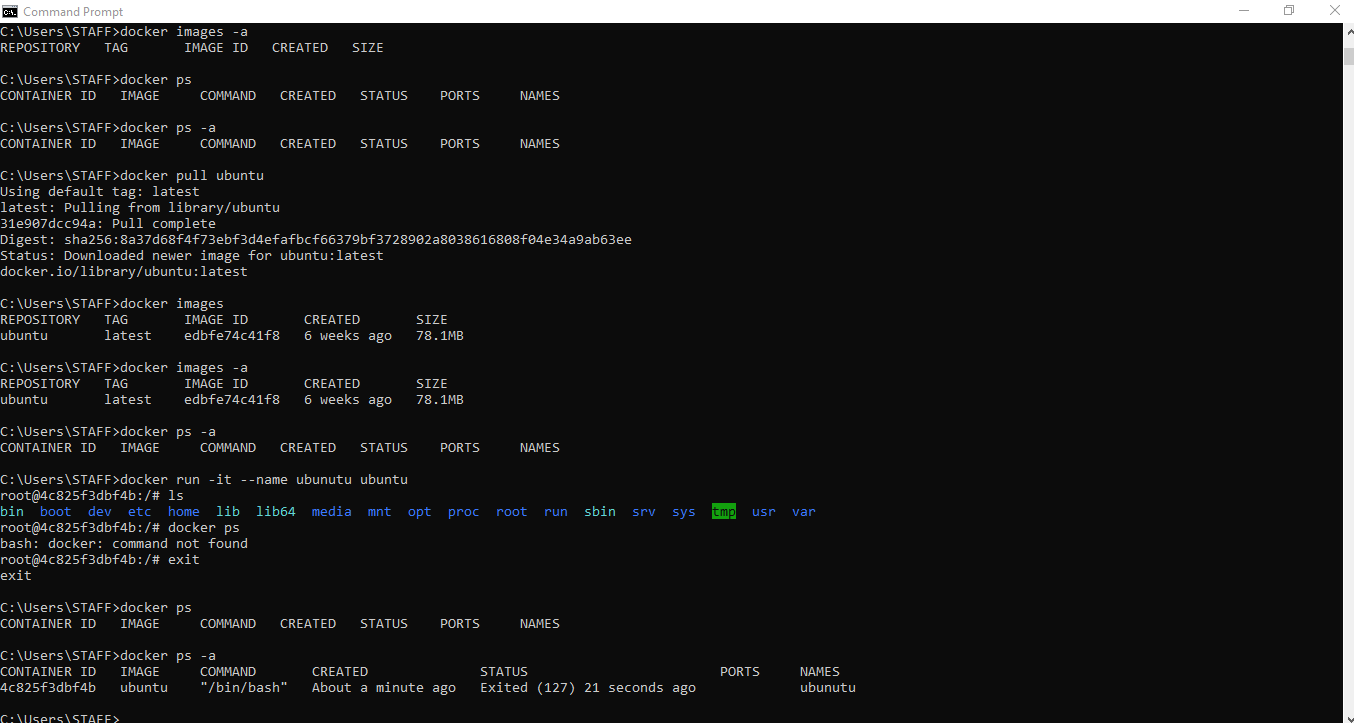 Command Prompt
C:\Users\STAFF>docker images -a
REPOSITORY   TAG       IMAGE ID   CREATED   SIZE
C:\Users\STAFF>docker ps
CONTAINER ID   IMAGE     COMMAND   CREATED   STATUS    PORTS     NAMES
C:\Users\STAFF>docker ps -a
CONTAINER ID   IMAGE     COMMAND   CREATED   STATUS    PORTS     NAMES
C:\Users\STAFF>docker pull ubuntu
Using default tag: latest
latest: Pulling from library/ubuntu
31e907dcc94a: Pull complete
Digest: sha256:8a37d68f4f73ebf3d4efafbcf66379bf3728902a8038616808f04e34a9ab63ee
Status: Downloaded newer image for ubuntu:latest
docker.io/library/ubuntu:latest
C:\Users\STAFF>docker images
REPOSITORY   TAG       IMAGE ID       CREATED       SIZE
ubuntu       latest    edbfe74c41f8   6 weeks ago   78.1MB
C:\Users\STAFF>docker images -a
REPOSITORY   TAG       IMAGE ID       CREATED       SIZE
ubuntu       latest    edbfe74c41f8   6 weeks ago   78.1MB
C:\Users\STAFF>docker ps -a
CONTAINER ID   IMAGE     COMMAND   CREATED   STATUS    PORTS     NAMES
C:\Users\STAFF>docker run -it --name ubunutu ubuntu
root@4c825f3dbf4b:/# ls
bin  boot  dev  etc  home  lib  lib64  media  mnt  opt  proc  root  run  sbin  srv  sys  tmp  usr  var
root@4c825f3dbf4b:/# docker ps
bash: docker: command not found
root@4c825f3dbf4b:/# exit
exit
C:\Users\STAFF>docker ps
CONTAINER ID   IMAGE     COMMAND   CREATED   STATUS    PORTS     NAMES
C:\Users\STAFF>docker ps -a
CONTAINER ID   IMAGE     COMMAND       CREATED              STATUS                        PORTS     NAMES
4c825f3dbf4b   ubuntu    "/bin/bash"   About a minute ago   Exited (127) 21 seconds ago             ubunutu
C:\Users\STAFF>